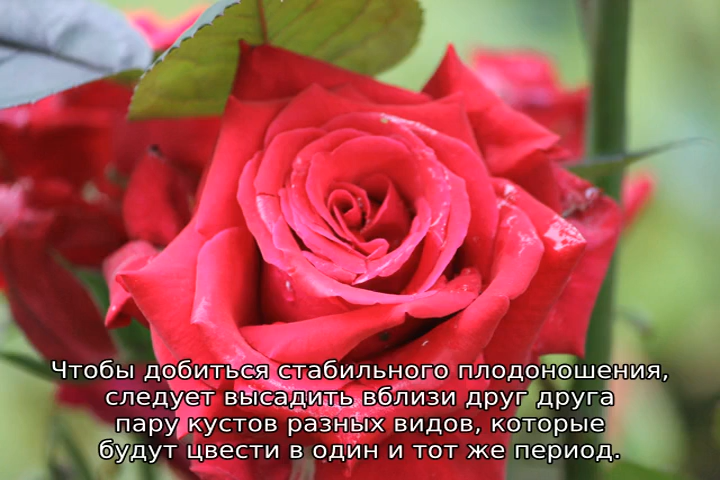 Чтобы добиться стабильного плодоношения,
следует высадить вблизи друг друга
пару кустов разных видов, которые
будут цвести в один и тот же период.